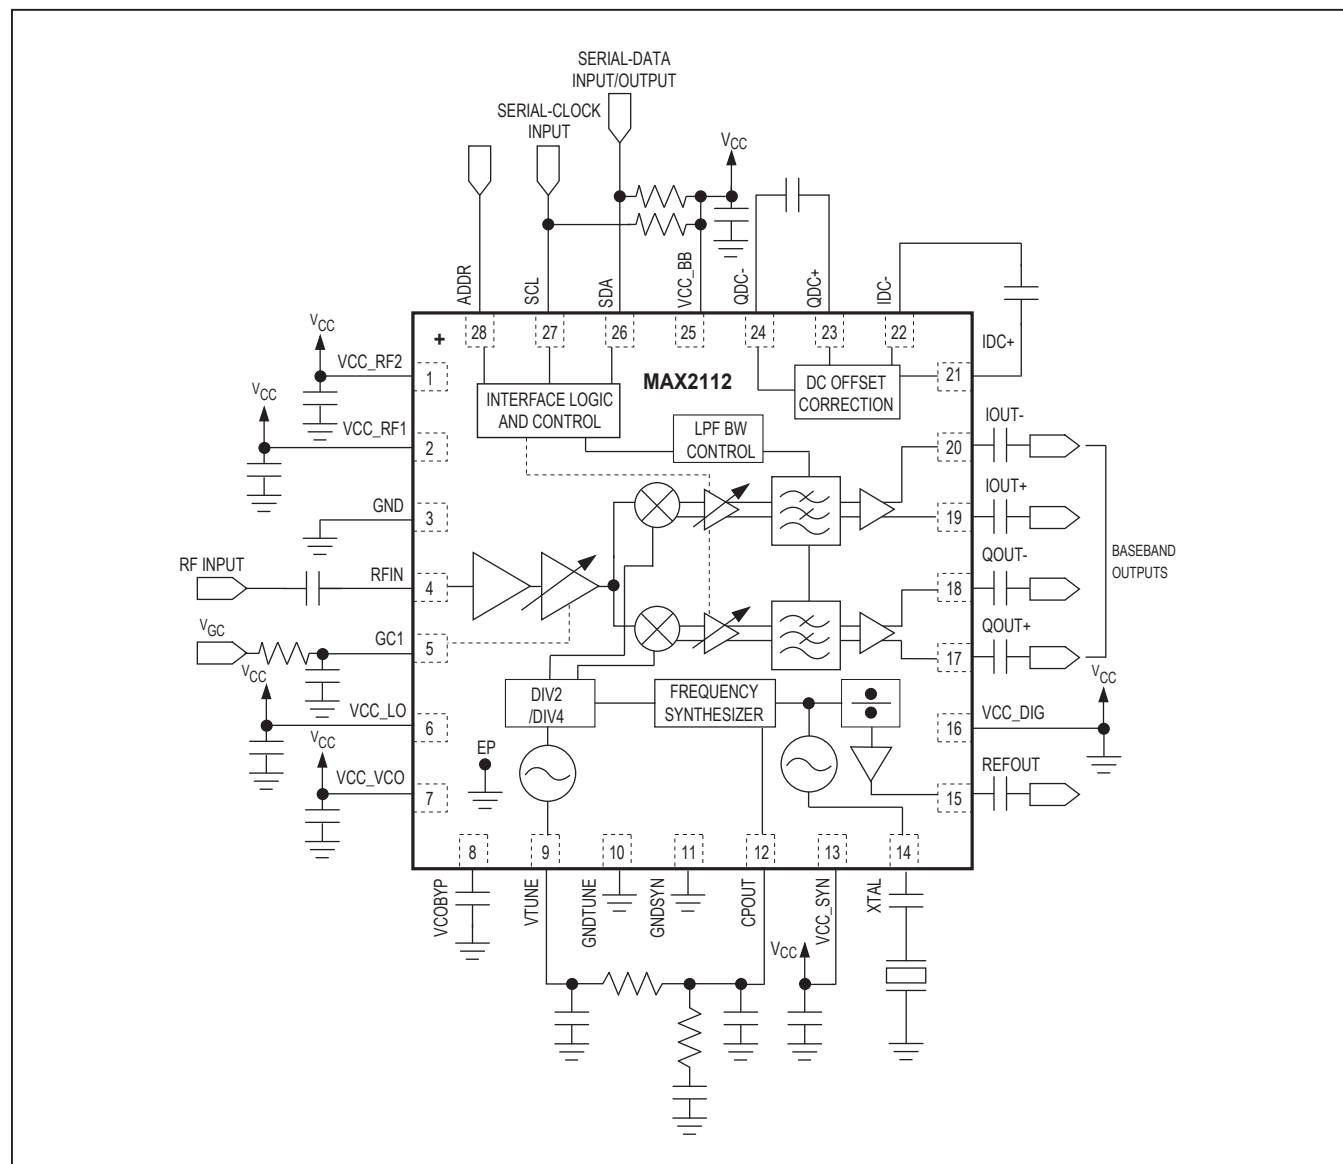 SERIAL-DATA
INPUT/OUTPUT
SERIAL-CLOCK
INPUT
VCC
ADDR
SCL
SDA
VCC_BB
QDC-
QDC+
IDC-
IDC+
28
27
26
25
24
23
22
+
MAX2112
VCC
VCC_RF2
1
VCC
VCC_RF1
2
GND
3
RF INPUT
RFIN
4
VGC
GC1
5
VCC
VCC_LO
6
VCC
VCC_VCO
7
INTERFACE LOGIC
AND CONTROL
LPF BW
CONTROL
DC OFFSET
CORRECTION
DIV2
/DIV4
FREQUENCY
SYNTHESIZER
EP
21
IOUT-
20
IOUT+
19
QOUT-
18
QOUT+
17
BASEBAND
OUTPUTS
VCC
VCC_DIG
16
REFOUT
15
8
9
10
11
12
13
14
VCOBYP
VTUNE
GNDTUNE
GNDSYN
CPOUT
VCC_SYN
XTAL
VCC